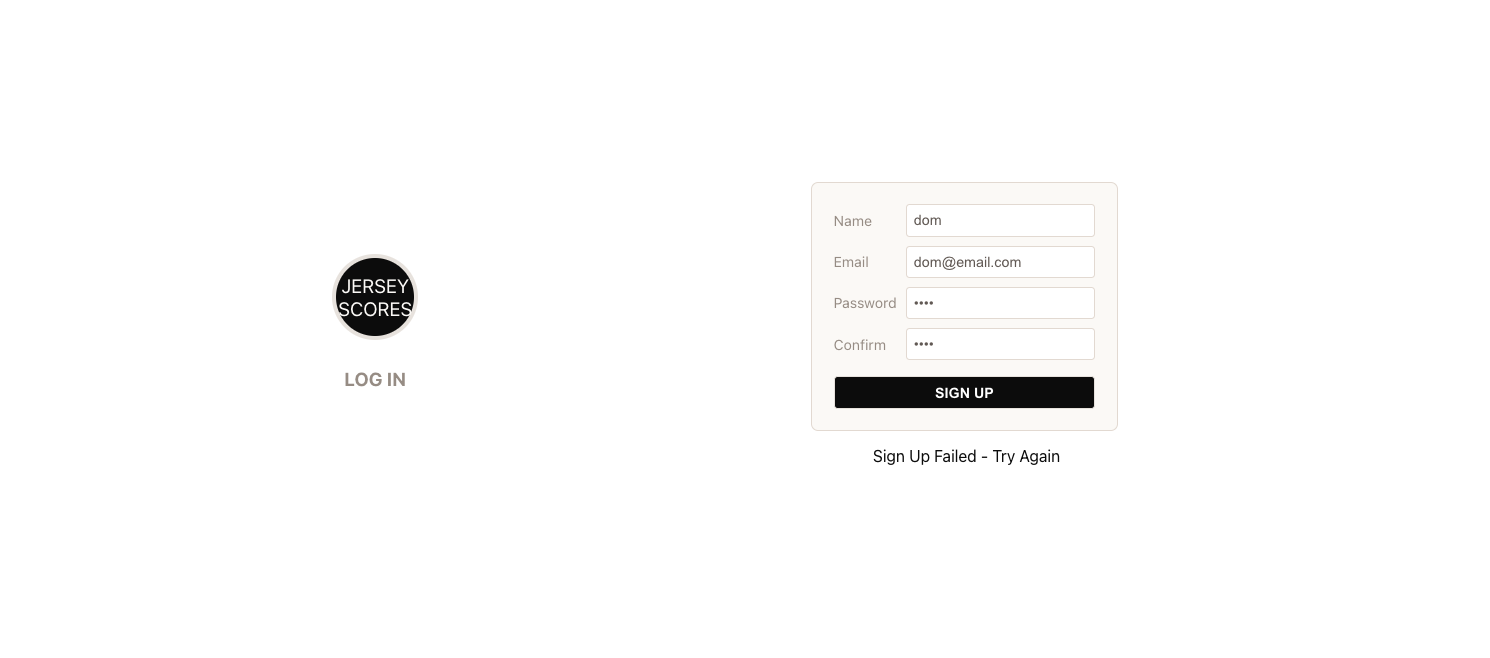 JERSEY
SCORES
LOG IN
Name dom
Email dom@email.com
Password ••••
Confirm ••••
SIGN UP
Sign Up Failed - Try Again